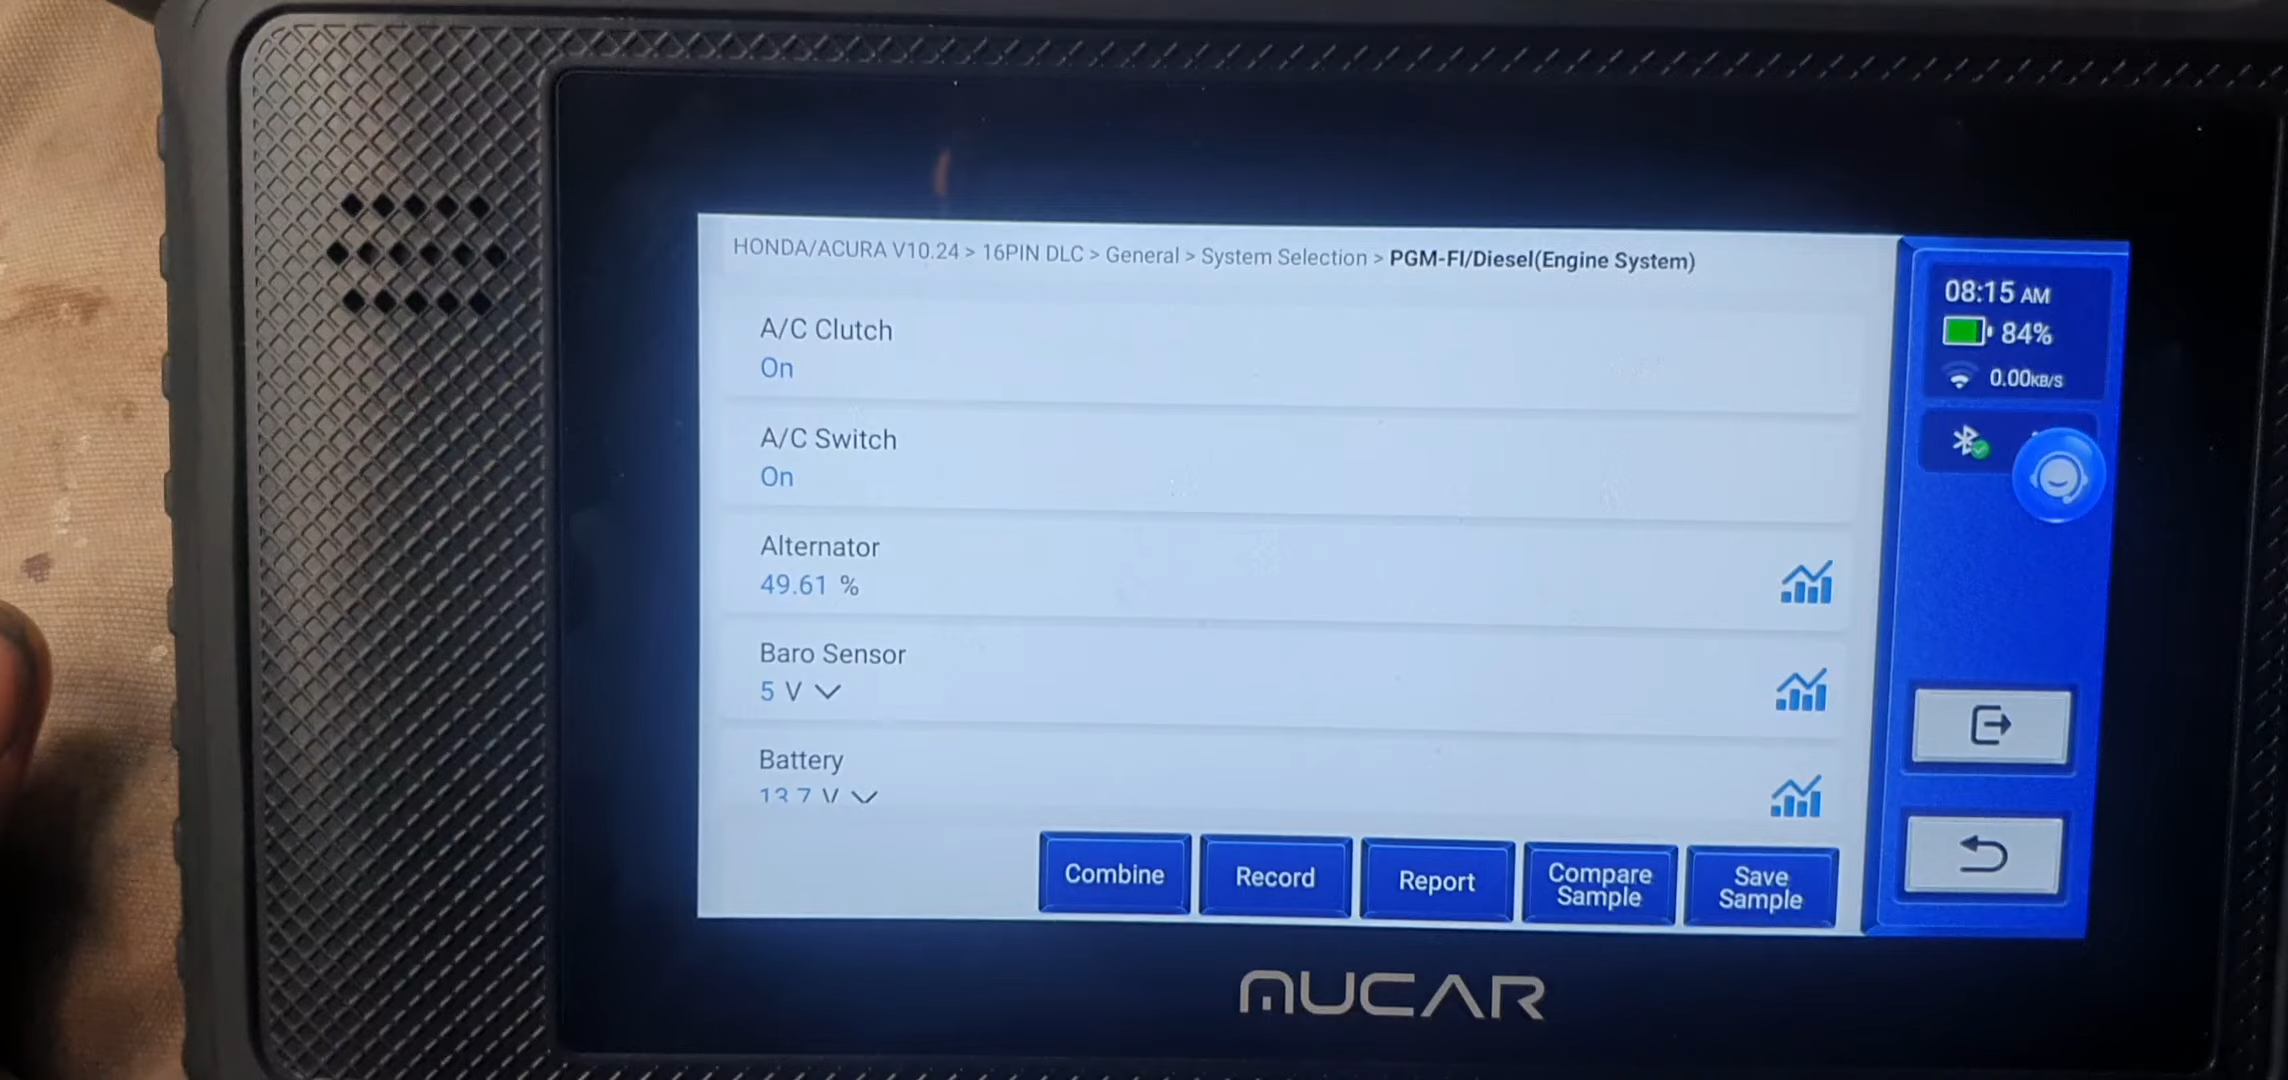 HONDA/ACURA V10.24 > 16PIN DLC > General > System Selection > PGM-FI/Diesel(Engine System)
A/C Clutch
On
A/C Switch
On
Alternator
49.61 %
Baro Sensor
5 V
Battery
13.7 V
Combine
Record
Report
Compare
Sample
Save
Sample
08:15 AM
84%
0.00KB/S
MUCAR